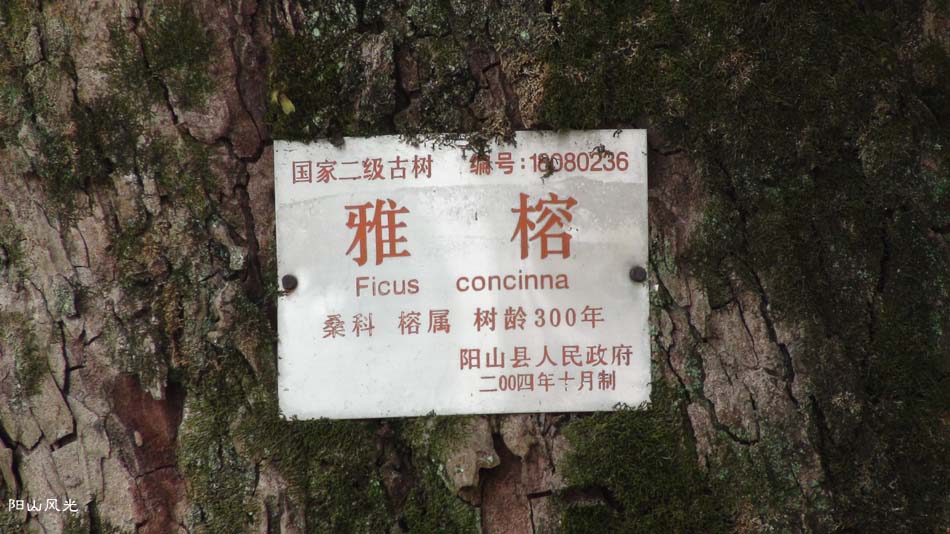 国家二级古树 编号:18080236
雅榕
Ficus concinna
桑科 榕属 树龄300年
阳山县人民政府
二00四年十月制
阳山风光